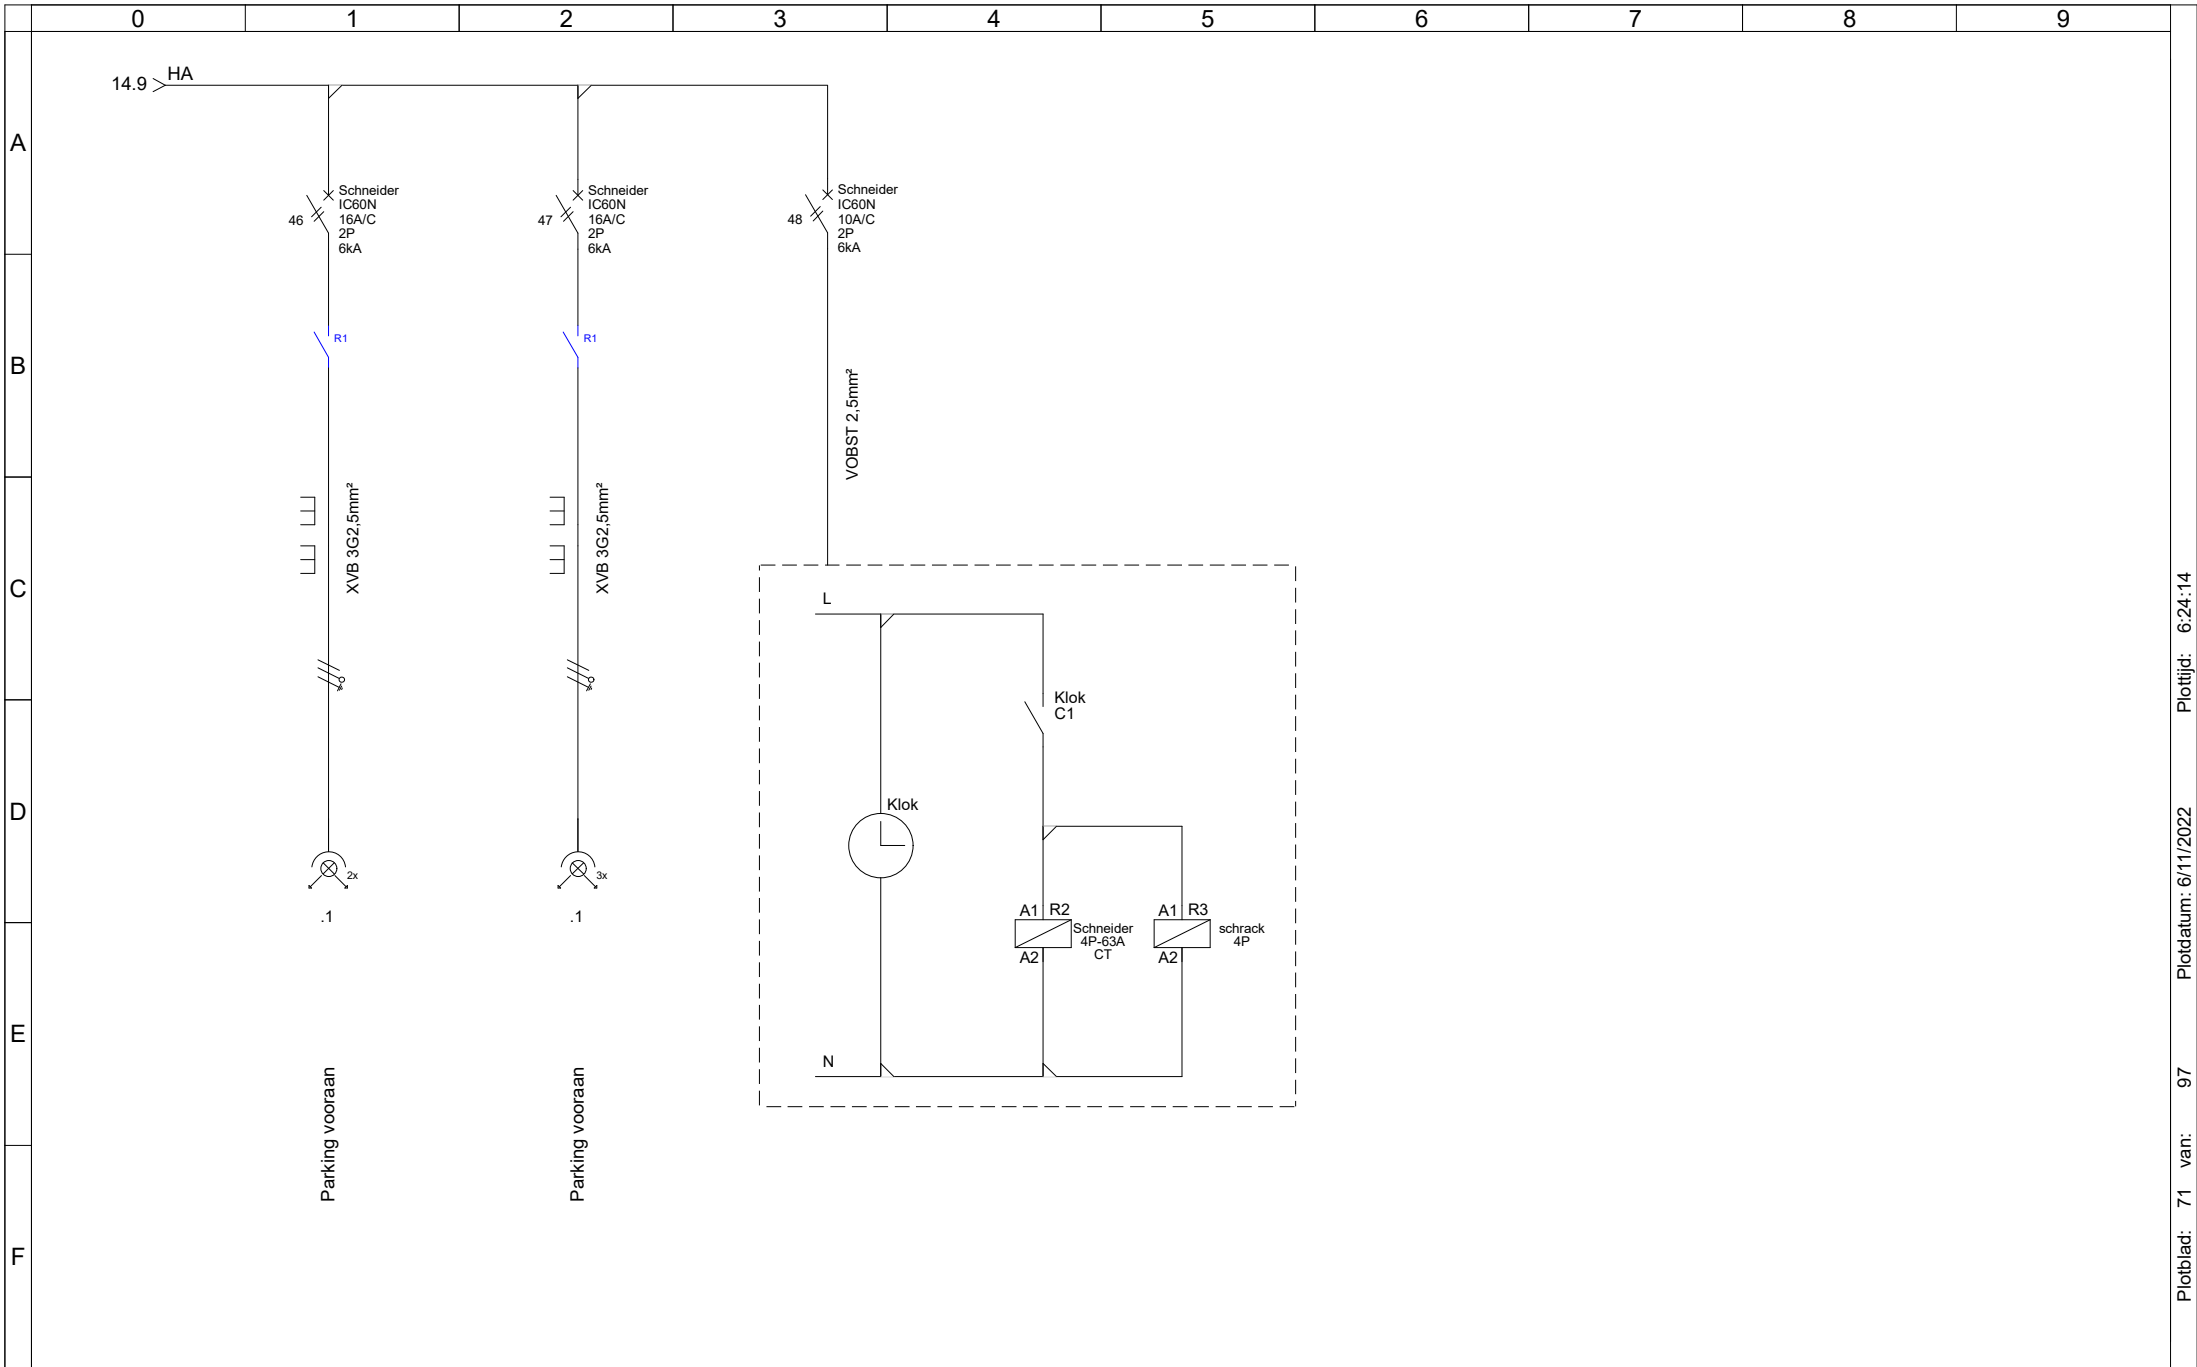 0 1 2 3 4 5 6 7 8 9
A
B
C
D
E
F
14.9
HA
46
Schneider
IC60N
16A/C
2P
6kA
47
Schneider
IC60N
16A/C
2P
6kA
48
Schneider
IC60N
10A/C
2P
6kA
R1
R1
VOBST 2,5mm²
XVB 3G2,5mm²
XVB 3G2,5mm²
L
Klok
C1
Klok
2x
.1
3x
.1
A1 R2
Schneider
4P-63A
CT
A2
A1 R3
schrack
4P
A2
N
Parking vooraan
Parking vooraan
Plotblad: 71 van: 97 Plotdatum: 6/11/2022 Plottijd: 6:24:14